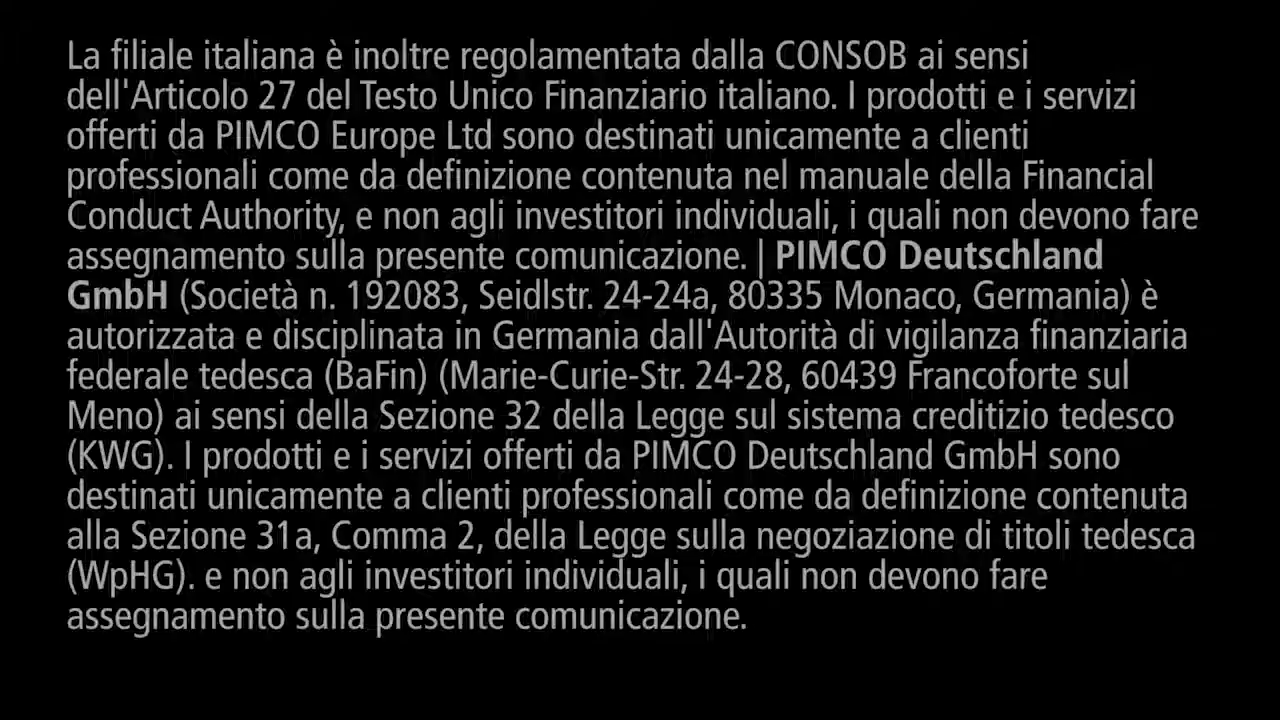 La filiale italiana è inoltre regolamentata dalla CONSOB ai sensi
dell'Articolo 27 del Testo Unico Finanziario italiano. I prodotti e i servizi
offerti da PIMCO Europe Ltd sono destinati unicamente a clienti
professionali come da definizione contenuta nel manuale della Financial
Conduct Authority, e non agli investitori individuali, i quali non devono fare
assegnamento sulla presente comunicazione. | PIMCO Deutschland
GmbH (Società n. 192083, Seidlstr. 24-24a, 80335 Monaco, Germania) è
autorizzata e disciplinata in Germania dall'Autorità di vigilanza finanziaria
federale tedesca (BaFin) (Marie-Curie-Str. 24-28, 60439 Francoforte sul
Meno) ai sensi della Sezione 32 della Legge sul sistema creditizio tedesco
(KWG). I prodotti e i servizi offerti da PIMCO Deutschland GmbH sono
destinati unicamente a clienti professionali come da definizione contenuta
alla Sezione 31a, Comma 2, della Legge sulla negoziazione di titoli tedesca
(WpHG). e non agli investitori individuali, i quali non devono fare
assegnamento sulla presente comunicazione.